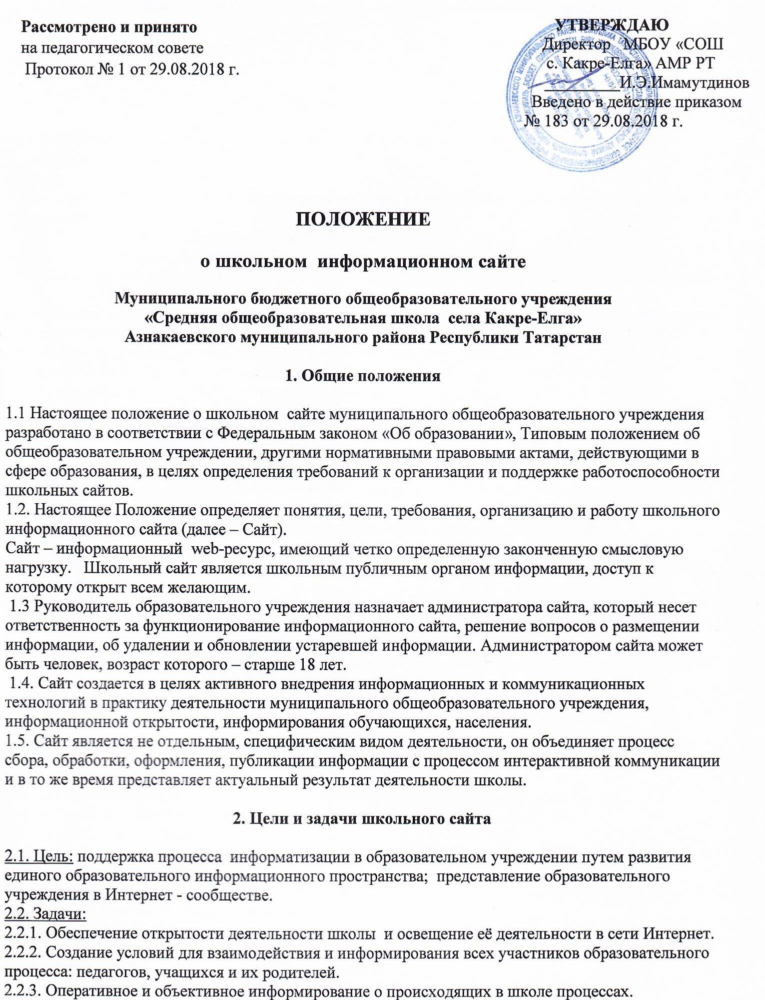 Рассмотрено и принято
на педагогическом совете
Протокол № 1 от 29.08.2018 г.
УТВЕРЖДАЮ
Директор МБОУ «СОШ
с. Какре-Елга» АМР РТ
_________И.Э.Имамутдинов
Введено в действие приказом
№ 183 от 29.08.2018 г.
ПОЛОЖЕНИЕ
о школьном информационном сайте
Муниципального бюджетного общеобразовательного учреждения
«Средняя общеобразовательная школа села Какре-Елга»
Азнакаевского муниципального района Республики Татарстан
1. Общие положения
1.1 Настоящее положение о школьном сайте муниципального общеобразовательного учреждения
разработано в соответствии с Федеральным законом «Об образовании», Типовым положением об
общеобразовательном учреждении, другими нормативными правовыми актами, действующими в
сфере образования, в целях определения требований к организации и поддержке работоспособности
школьных сайтов.
1.2. Настоящее Положение определяет понятия, цели, требования, организацию и работу школьного
информационного сайта (далее – Сайт).
Сайт – информационный web-ресурс, имеющий четко определенную законченную смысловую
нагрузку. Школьный сайт является школьным публичным органом информации, доступ к
которому открыт всем желающим.
1.3 Руководитель образовательного учреждения назначает администратора сайта, который несет
ответственность за функционирование информационного сайта, решение вопросов о размещении
информации, об удалении и обновлении устаревшей информации. Администратором сайта может
быть человек, возраст которого – старше 18 лет.
1.4. Сайт создается в целях активного внедрения информационных и коммуникационных
технологий в практику деятельности муниципального общеобразовательного учреждения,
информационной открытости, информирования обучающихся, населения.
1.5. Сайт является не отдельным, специфическим видом деятельности, он объединяет процесс
сбора, обработки, оформления, публикации информации с процессом интерактивной коммуникации
и в то же время представляет актуальный результат деятельности школы.
2. Цели и задачи школьного сайта
2.1. Цель: поддержка процесса информатизации в образовательном учреждении путем развития
единого образовательного информационного пространства; представление образовательного
учреждения в Интернет - сообществе.
2.2. Задачи:
2.2.1. Обеспечение открытости деятельности школы и освещение её деятельности в сети Интернет.
2.2.2. Создание условий для взаимодействия и информирования всех участников образовательного
процесса: педагогов, учащихся и их родителей.
2.2.3. Оперативное и объективное информирование о происходящих в школе процессах.